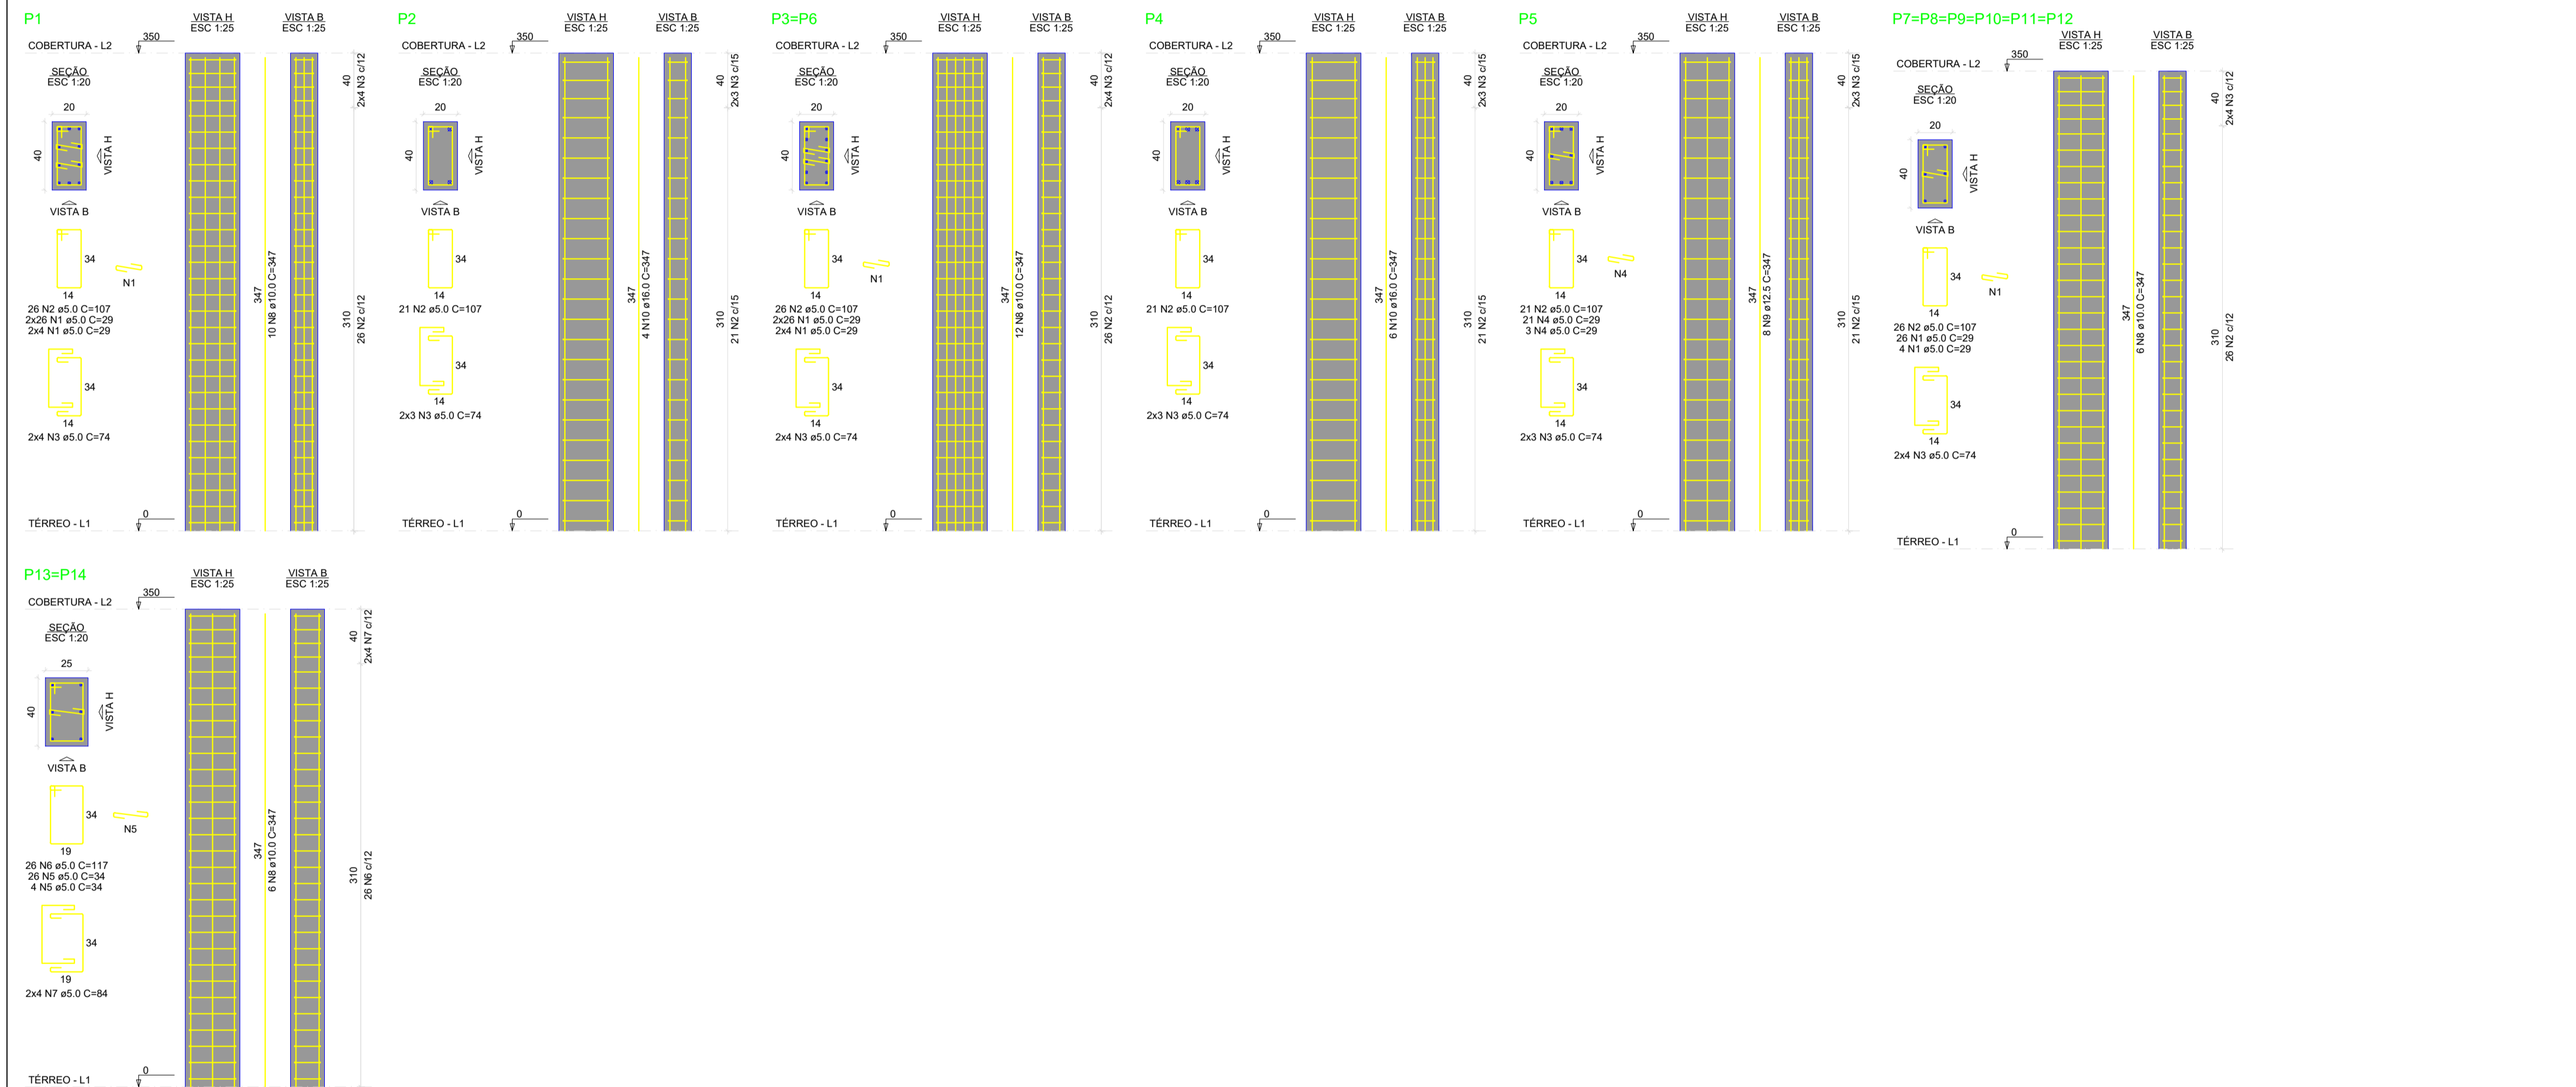 P1
VISTA H
ESC 1:25
VISTA B
ESC 1:25
COBERTURA - L2
350
SEÇÃO
ESC 1:20
20
40
VISTA H
VISTA B
34
14
N1
26 N2 ø5.0 C=107
2x26 N1 ø5.0 C=29
2x4 N1 ø5.0 C=29
34
14
2x4 N3 ø5.0 C=74
347
10 N8 ø10.0 C=347
40
2x4 N3 c/12
310
26 N2 c/12
TÉRREO - L1
0
P2
VISTA H
ESC 1:25
VISTA B
ESC 1:25
COBERTURA - L2
350
SEÇÃO
ESC 1:20
20
40
VISTA H
VISTA B
34
14
21 N2 ø5.0 C=107
34
14
2x3 N3 ø5.0 C=74
347
4 N10 ø16.0 C=347
40
2x3 N3 c/15
310
21 N2 c/15
TÉRREO - L1
0
P3=P6
VISTA H
ESC 1:25
VISTA B
ESC 1:25
COBERTURA - L2
350
SEÇÃO
ESC 1:20
20
40
VISTA H
VISTA B
34
14
N1
26 N2 ø5.0 C=107
2x26 N1 ø5.0 C=29
2x4 N1 ø5.0 C=29
34
14
2x4 N3 ø5.0 C=74
347
12 N8 ø10.0 C=347
40
2x4 N3 c/12
310
26 N2 c/12
TÉRREO - L1
0
P4
VISTA H
ESC 1:25
VISTA B
ESC 1:25
COBERTURA - L2
350
SEÇÃO
ESC 1:20
20
40
VISTA H
VISTA B
34
14
21 N2 ø5.0 C=107
34
14
2x3 N3 ø5.0 C=74
347
6 N10 ø16.0 C=347
40
2x3 N3 c/15
310
21 N2 c/15
TÉRREO - L1
0
P5
VISTA H
ESC 1:25
VISTA B
ESC 1:25
COBERTURA - L2
350
SEÇÃO
ESC 1:20
20
40
VISTA H
VISTA B
34
14
N4
21 N2 ø5.0 C=107
21 N4 ø5.0 C=29
3 N4 ø5.0 C=29
34
14
2x3 N3 ø5.0 C=74
347
8 N9 ø12.5 C=347
40
2x3 N3 c/15
310
21 N2 c/15
TÉRREO - L1
0
P7=P8=P9=P10=P11=P12
VISTA H
ESC 1:25
VISTA B
ESC 1:25
COBERTURA - L2
350
SEÇÃO
ESC 1:20
20
40
VISTA H
VISTA B
34
14
N1
26 N2 ø5.0 C=107
26 N1 ø5.0 C=29
4 N1 ø5.0 C=29
34
14
2x4 N3 ø5.0 C=74
347
6 N8 ø10.0 C=347
40
2x4 N3 c/12
310
26 N2 c/12
TÉRREO - L1
0
P13=P14
VISTA H
ESC 1:25
VISTA B
ESC 1:25
COBERTURA - L2
350
SEÇÃO
ESC 1:20
25
40
VISTA H
VISTA B
34
19
N5
26 N6 ø5.0 C=117
26 N5 ø5.0 C=34
4 N5 ø5.0 C=34
34
19
2x4 N7 ø5.0 C=84
347
6 N8 ø10.0 C=347
40
2x4 N7 c/12
310
26 N6 c/12
TÉRREO - L1
0